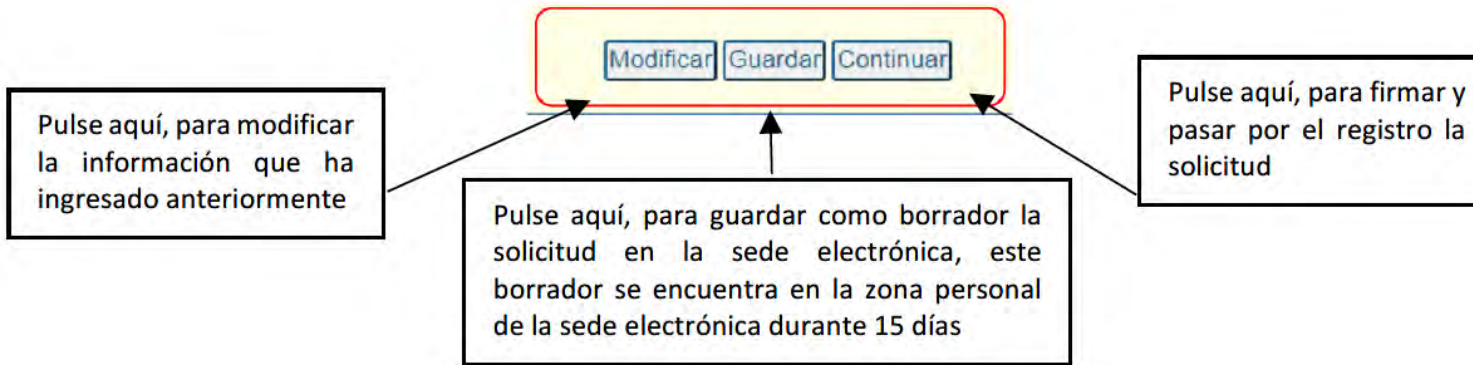 Modificar Guardar Continuar
Pulse aquí, para modificar
la información que ha
ingresado anteriormente
Pulse aquí, para guardar como borrador la
solicitud en la sede electrónica, este
borrador se encuentra en la zona personal
de la sede electrónica durante 15 días
Pulse aquí, para firmar y
pasar por el registro la
solicitud